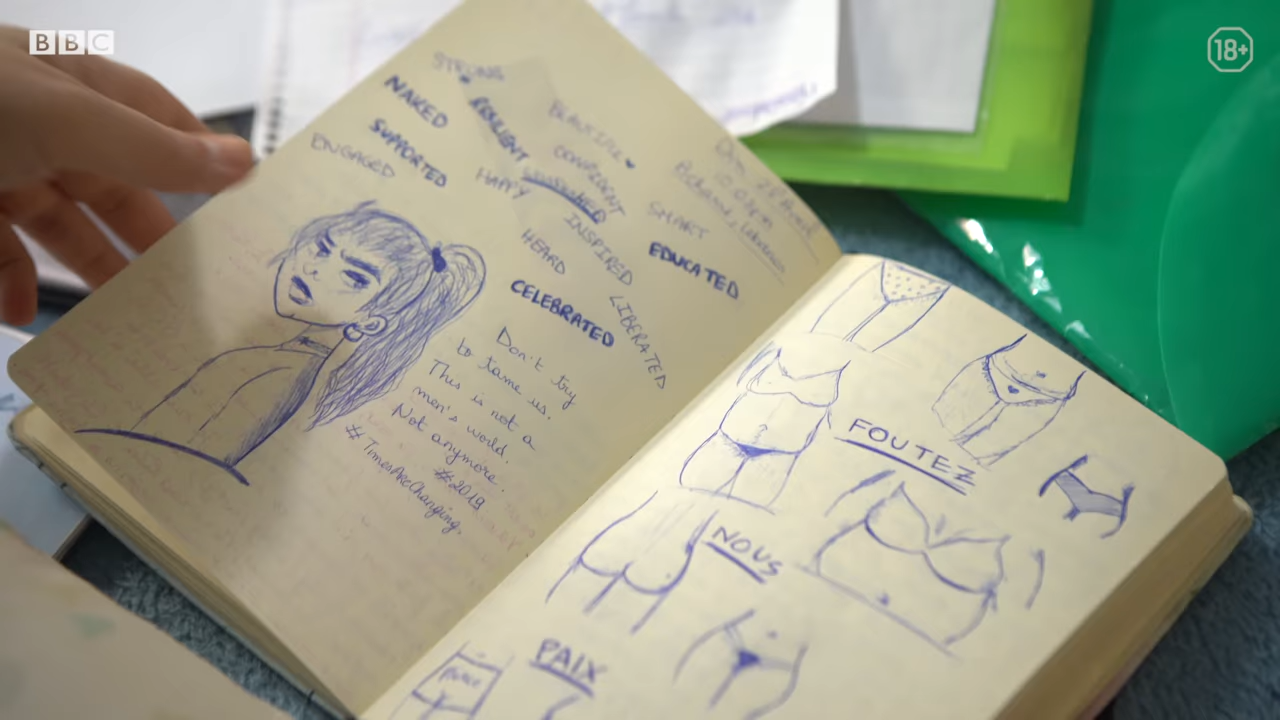 BBC
18+
STRONG
NAKED
RESILIENT
BEAUTIFUL
SUPPORTED
CONFIDENT
ENGAGED
HAPPY
SMART
INSPIRED
HEARD
EDUCATED
CELEBRATED
LIBERATED
Don't try
to tame us.
This is not a
men's world.
Not anymore.
#2019
#TimesAreChanging.
FOUTEZ
NOUS
PAIX